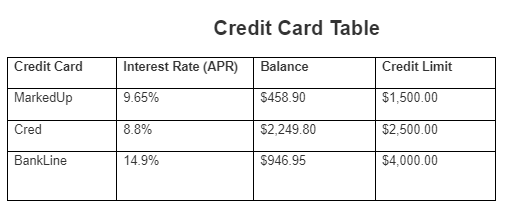 Credit Card Table
Credit Card Interest Rate (APR) Balance Credit Limit
MarkedUp 9.65% $458.90 $1,500.00
Cred 8.8% $2,249.80 $2,500.00
BankLine 14.9% $946.95 $4,000.00